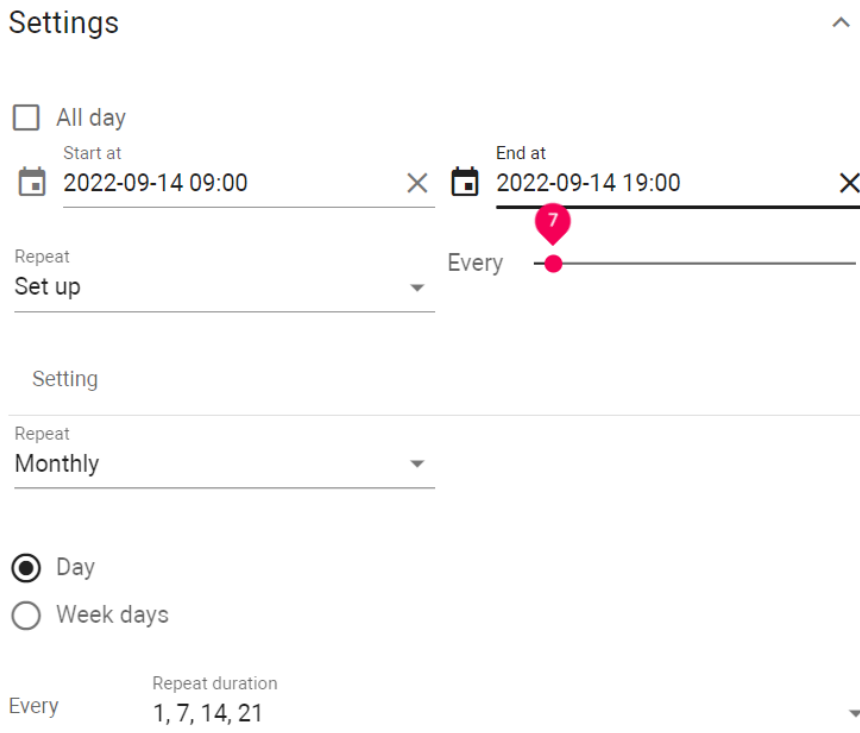 Settings
All day
Start at
2022-09-14 09:00
End at
2022-09-14 19:00
7
Repeat
Set up
Every
Setting
Repeat
Monthly
Day
Week days
Every
Repeat duration
1, 7, 14, 21